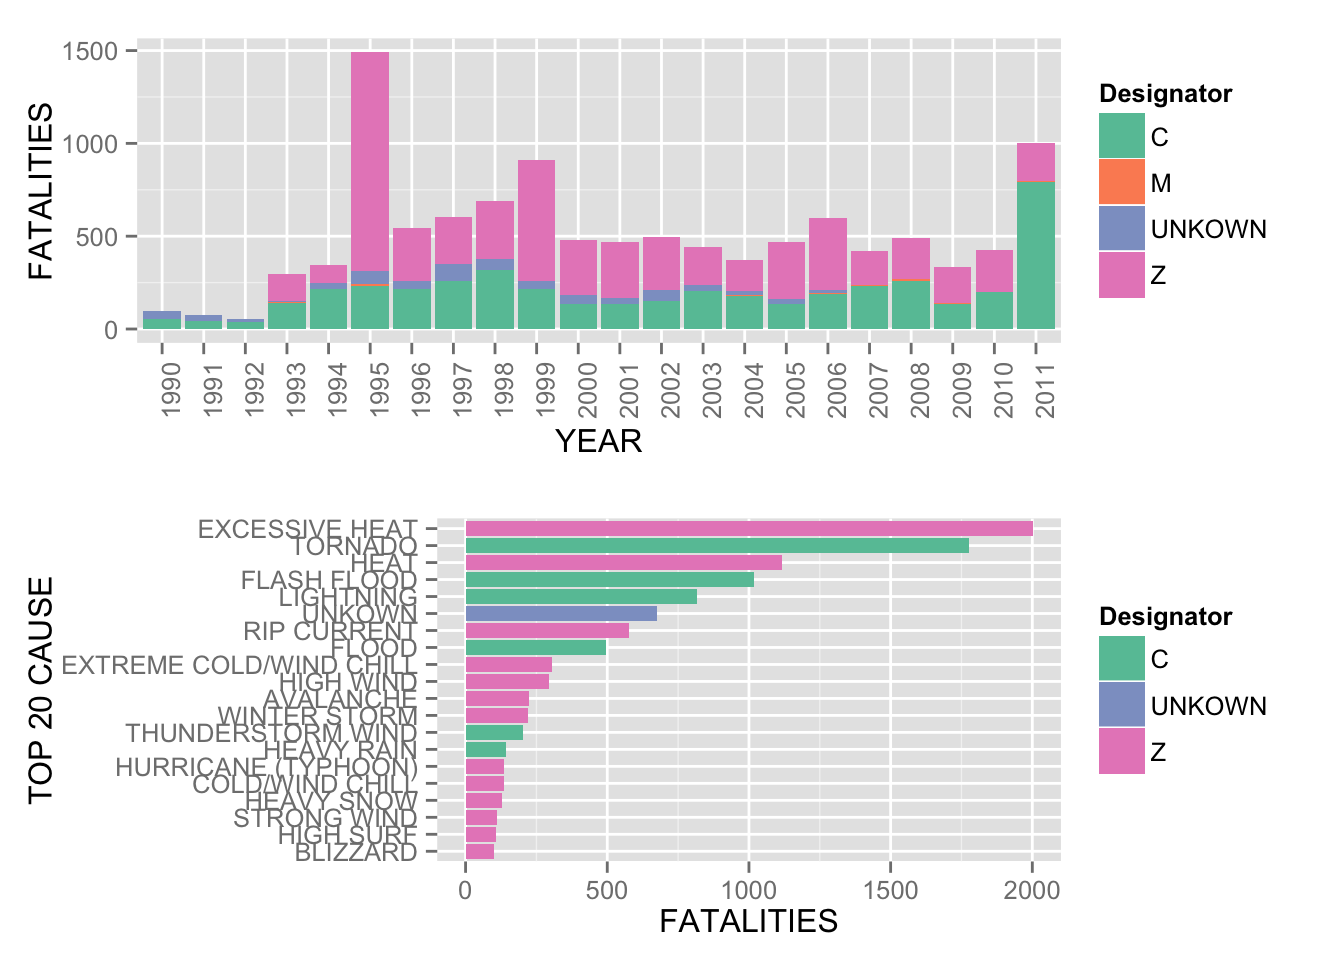 1500
1000
500
0
FATALITIES
1990 1991 1992 1993 1994 1995 1996 1997 1998 1999 2000 2001 2002 2003 2004 2005 2006 2007 2008 2009 2010 2011
YEAR
Designator
C
M
UNKOWN
Z
TOP 20 CAUSE
EXCESSIVE HEAT
TORNADO
HEAT
FLASH FLOOD
LIGHTNING
UNKOWN
RIP CURRENT
FLOOD
EXTREME COLD/WIND CHILL
HIGH WIND
AVALANCHE
WINTER STORM
THUNDERSTORM WIND
HEAVY RAIN
HURRICANE (TYPHOON)
COLD/WIND CHILL
HEAVY SNOW
STRONG WIND
HIGH SURF
BLIZZARD
0 500 1000 1500 2000
FATALITIES
Designator
C
UNKOWN
Z